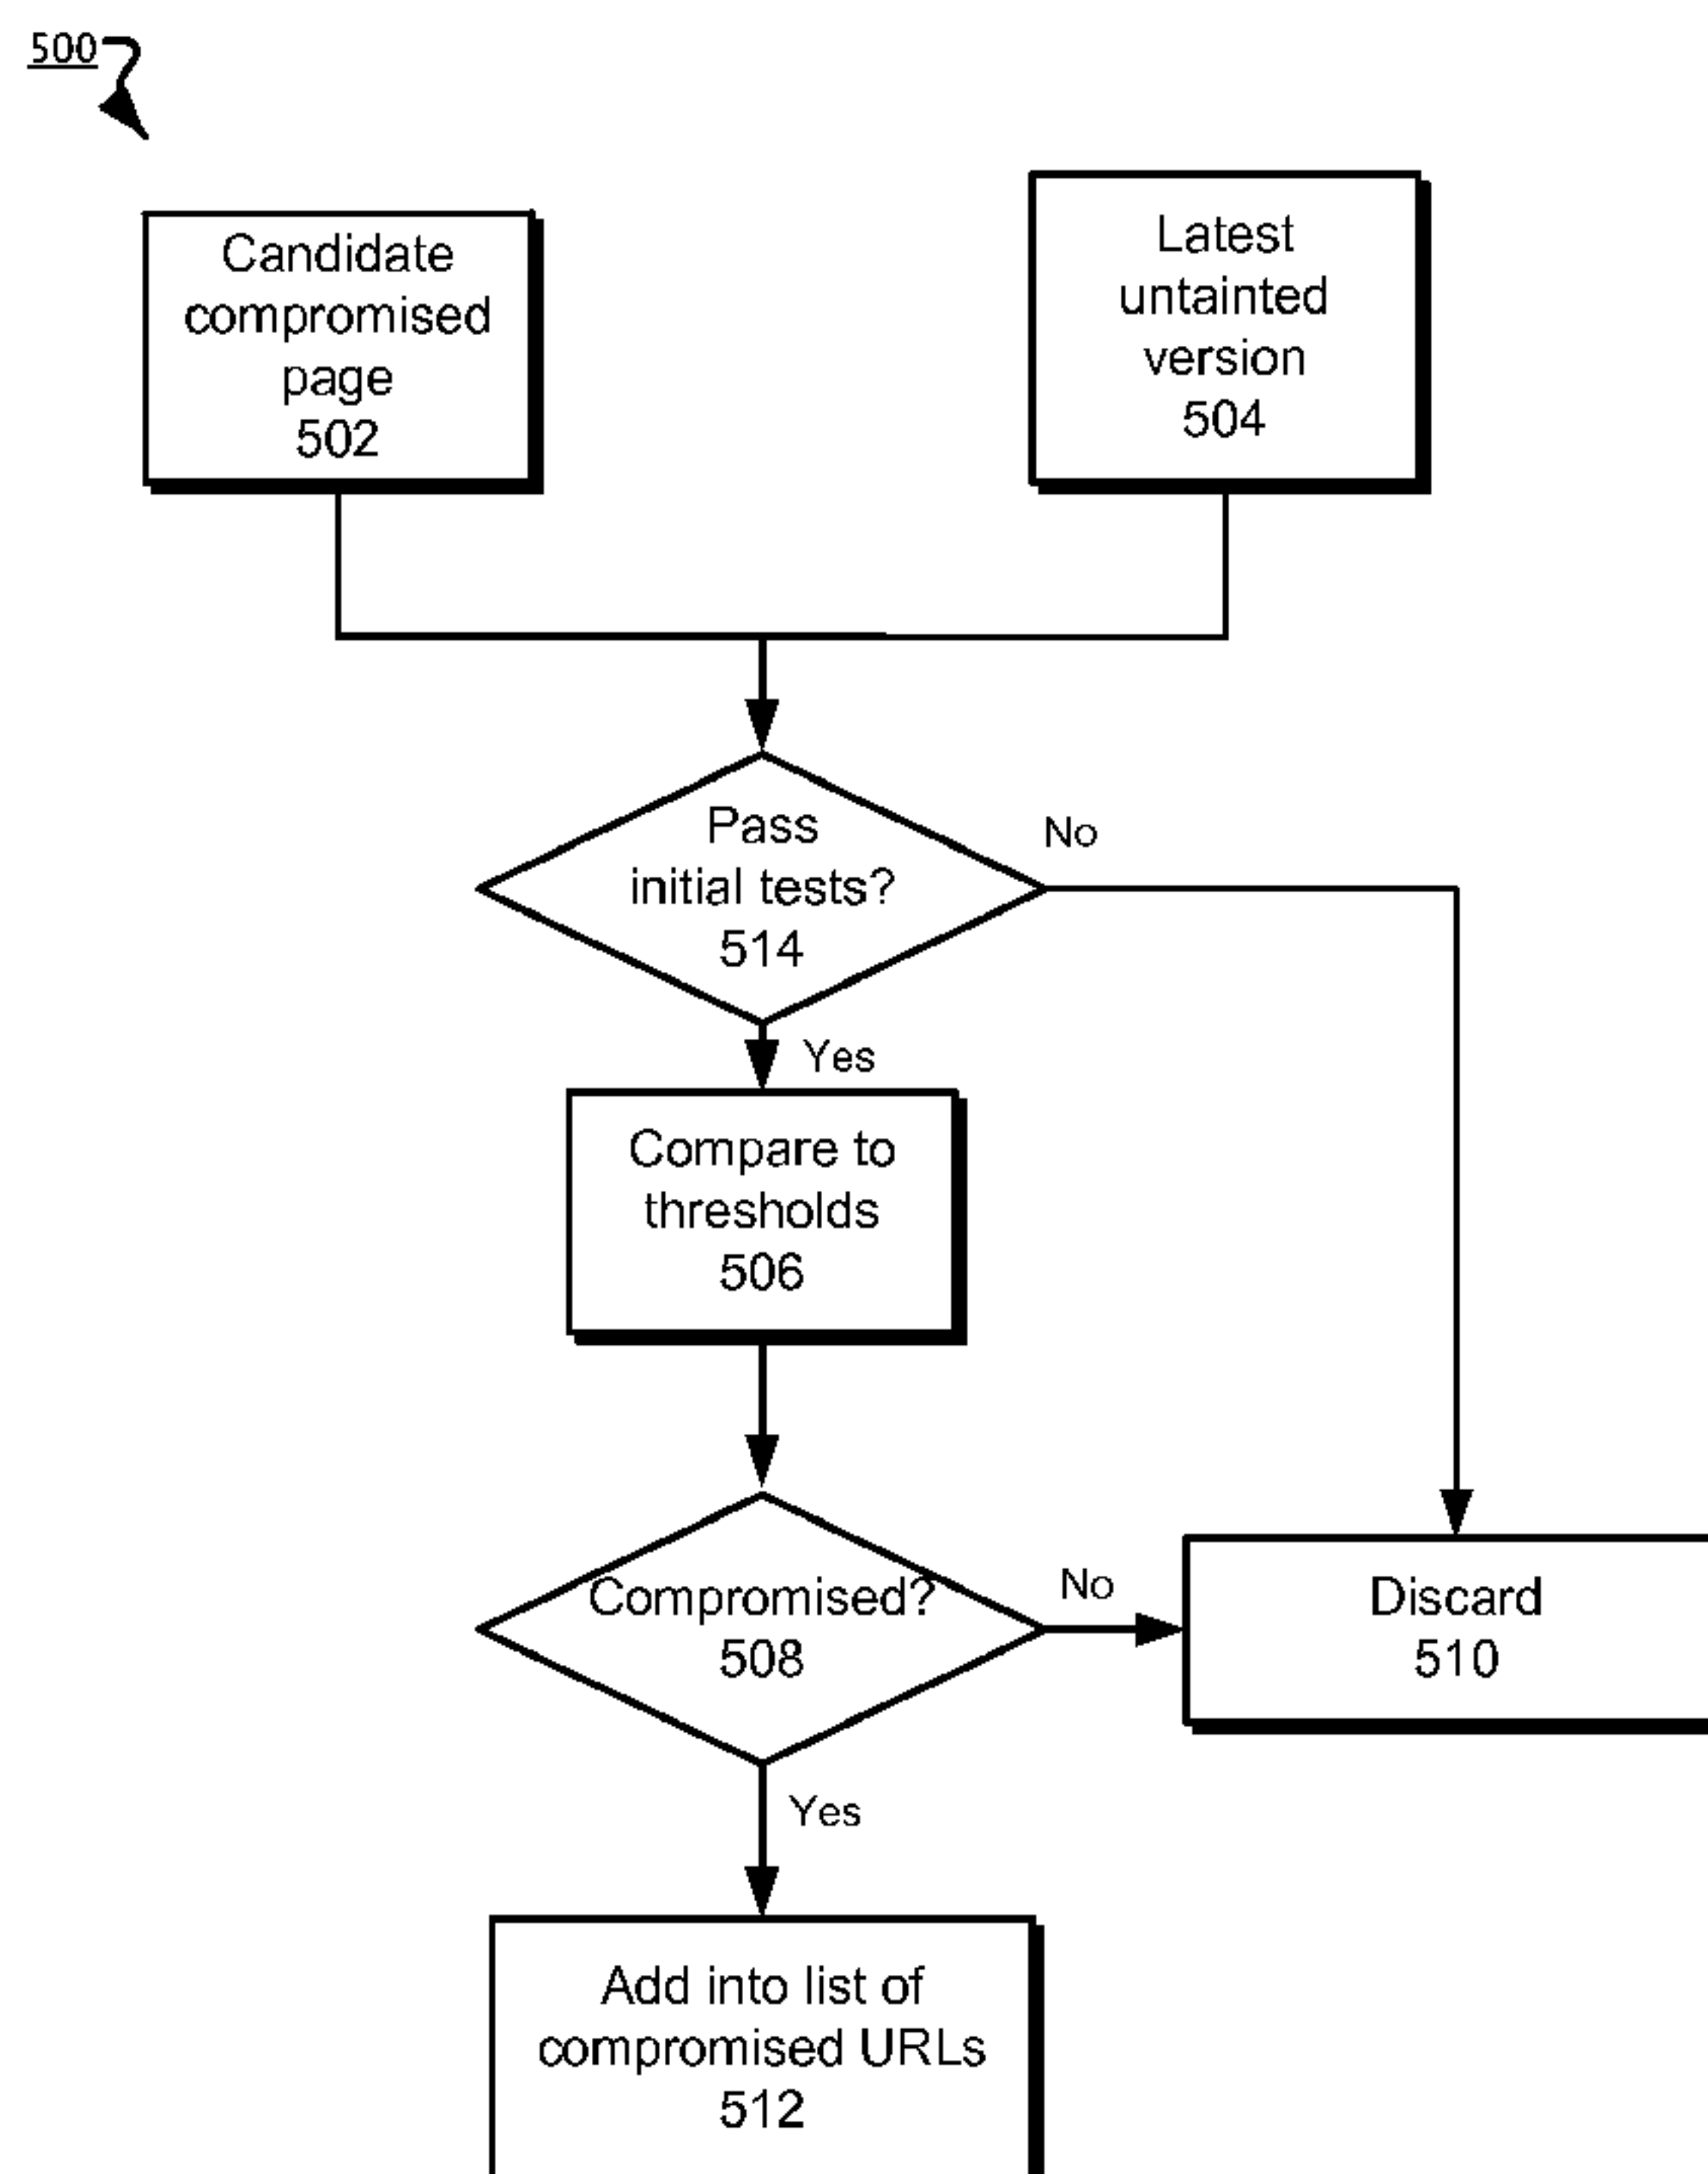 500
Candidate
compromised
page
502
Latest
untainted
version
504
Pass
initial tests?
514
No
Yes
Compare to
thresholds
506
Compromised?
508
No
Discard
510
Yes
Add into list of
compromised URLs
512